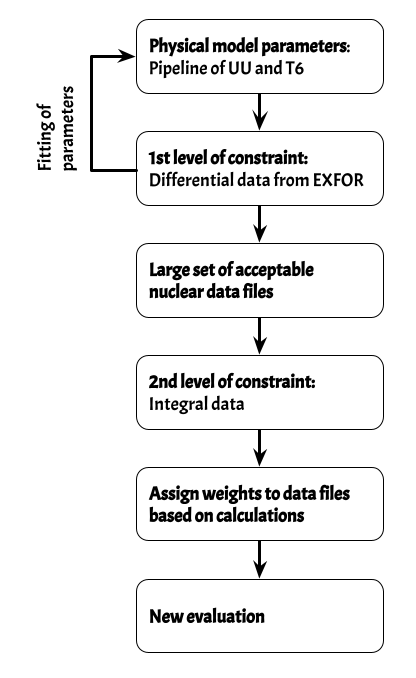 Physical model parameters:
Pipeline of UU and T6
Fitting of
parameters
1st level of constraint:
Differential data from EXFOR
Large set of acceptable
nuclear data files
2nd level of constraint:
Integral data
Assign weights to data files
based on calculations
New evaluation